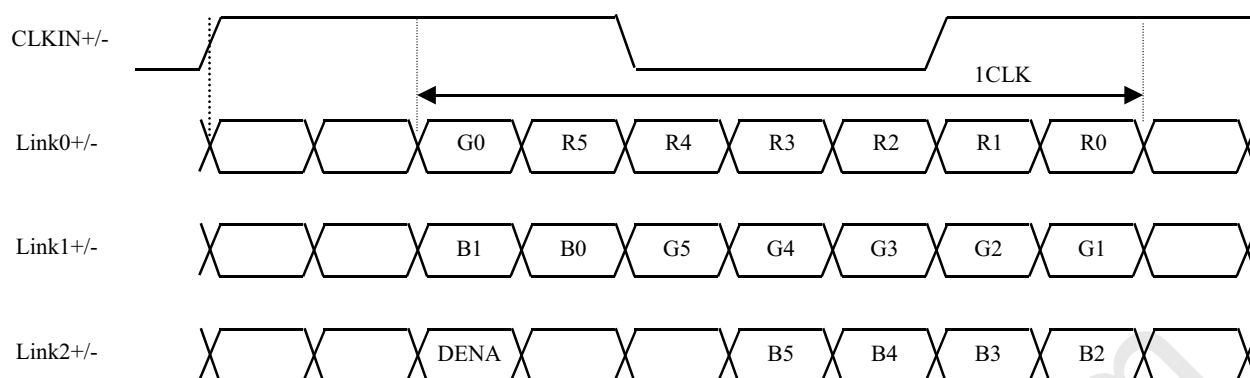 CLKIN+/-
1CLK
Link0+/- G0 R5 R4 R3 R2 R1 R0
Link1+/- B1 B0 G5 G4 G3 G2 G1
Link2+/- DENA B5 B4 B3 B2